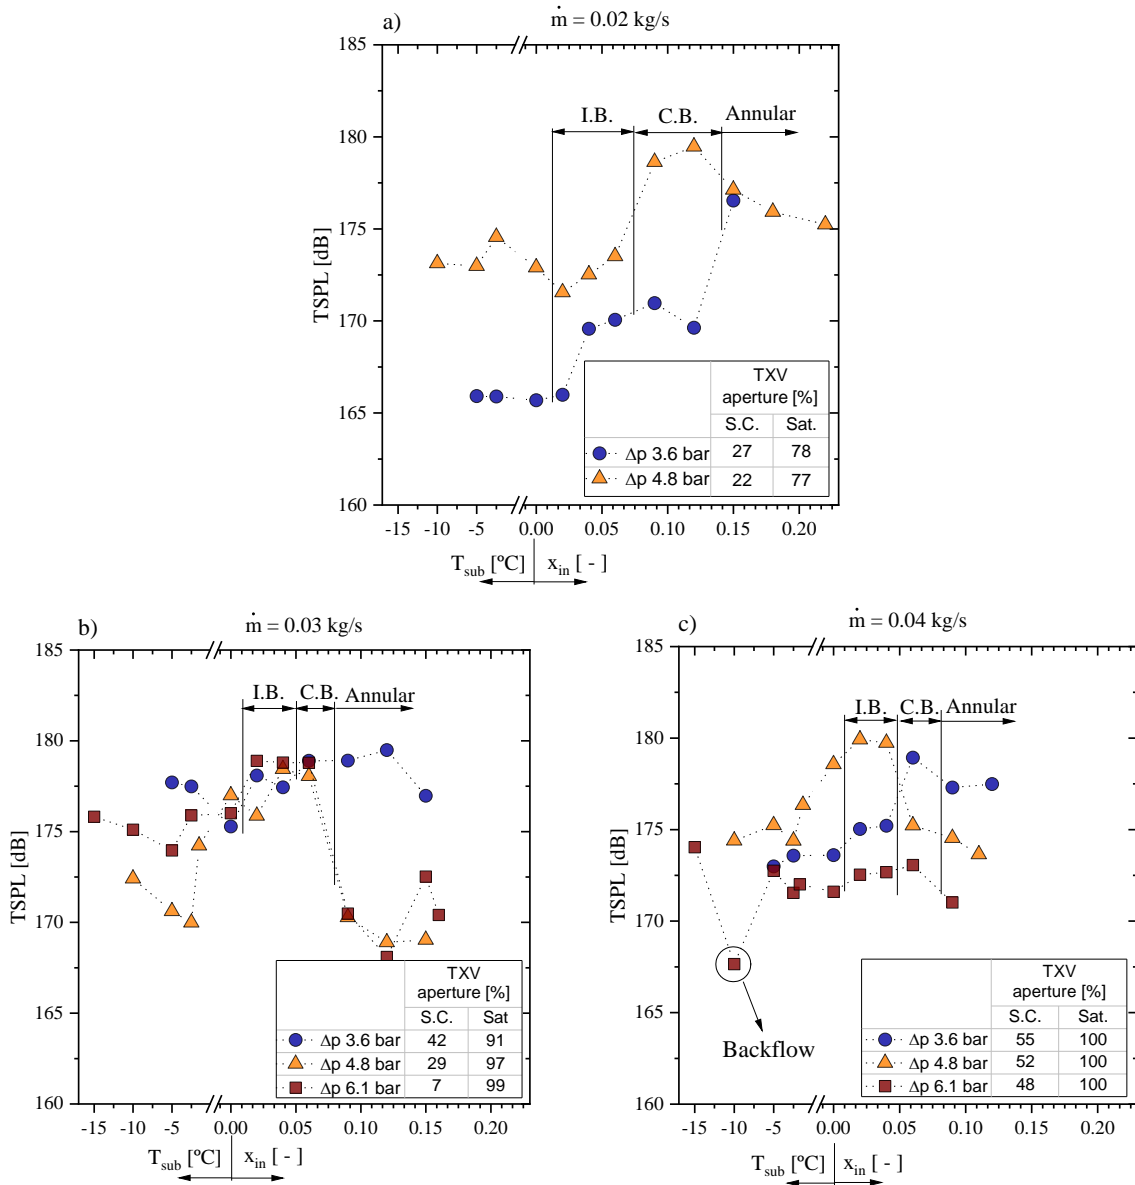 a)
ṁ = 0.02 kg/s
185
180
175
170
165
160
TSPL [dB]
I.B.
C.B.
Annular
TXV
aperture [%]
S.C. Sat.
Δp 3.6 bar 27 78
Δp 4.8 bar 22 77
-15 -10 -5 0.00 0.05 0.10 0.15 0.20
T_sub [ºC] x_in [ - ]
b)
ṁ = 0.03 kg/s
185
180
175
170
165
160
TSPL [dB]
I.B.
C.B.
Annular
TXV
aperture [%]
S.C. Sat
Δp 3.6 bar 42 91
Δp 4.8 bar 29 97
Δp 6.1 bar 7 99
-15 -10 -5 0.00 0.05 0.10 0.15 0.20
T_sub [ºC] x_in [ - ]
c)
ṁ = 0.04 kg/s
185
180
175
170
165
160
TSPL [dB]
I.B.
C.B.
Annular
Backflow
TXV
aperture [%]
S.C. Sat.
Δp 3.6 bar 55 100
Δp 4.8 bar 52 100
Δp 6.1 bar 48 100
-15 -10 -5 0.00 0.05 0.10 0.15 0.20
T_sub [ºC] x_in [ - ]